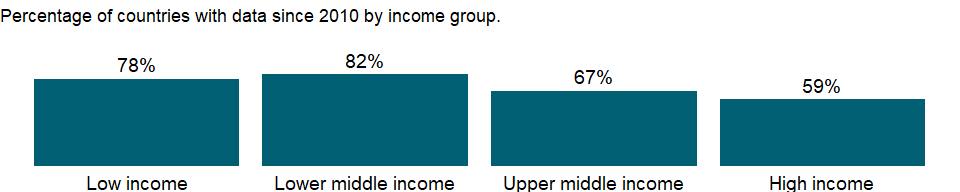 Percentage of countries with data since 2010 by income group.
78% 82% 67% 59%
Low income Lower middle income Upper middle income High income